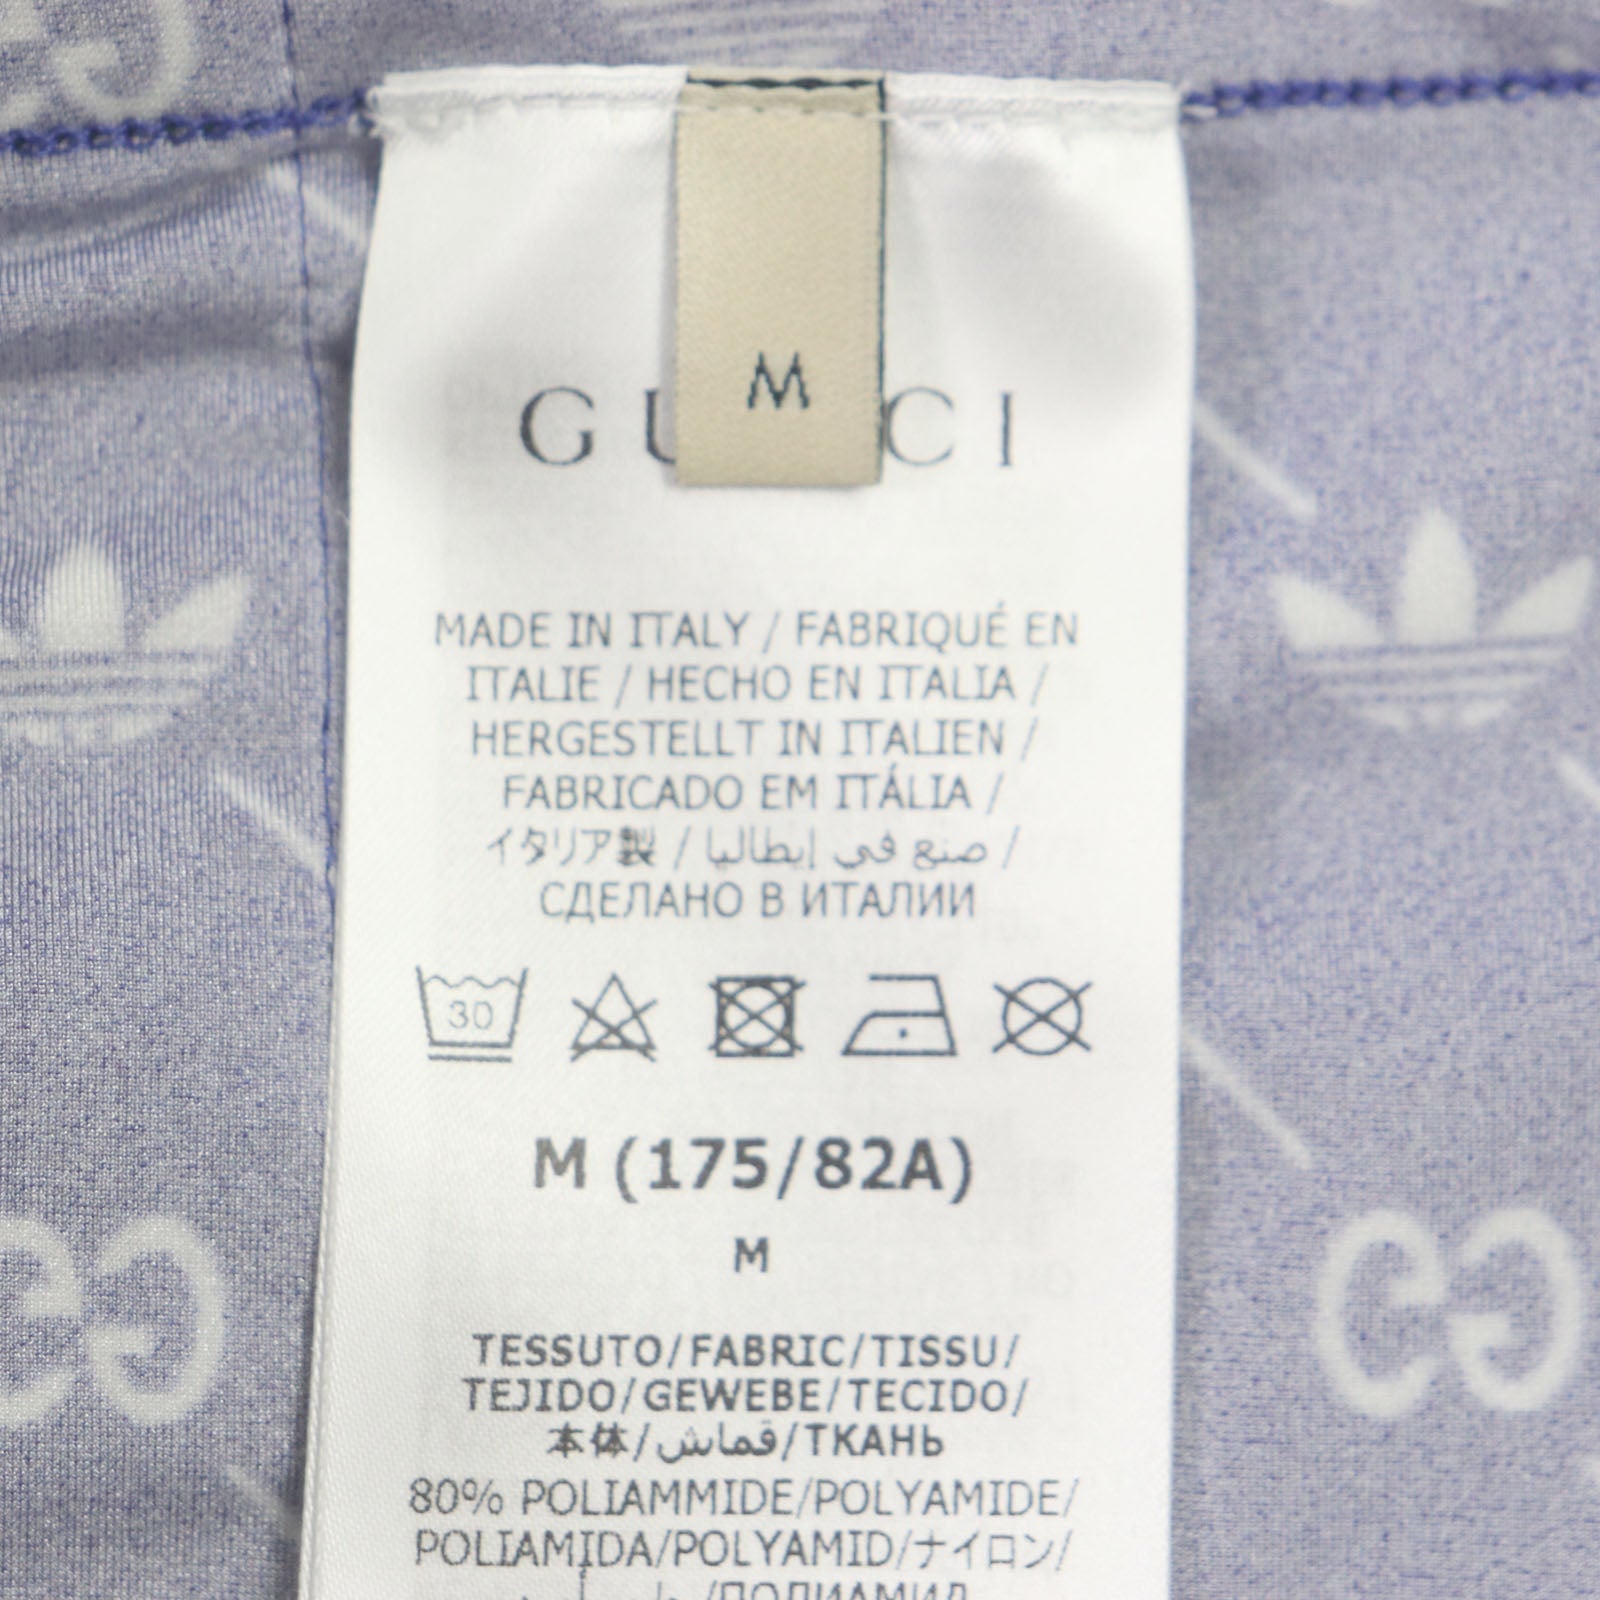 M
GUCCI
MADE IN ITALY / FABRIQUÉ EN
ITALIE / HECHO EN ITALIA /
HERGESTELLT IN ITALIEN /
FABRICADO EM ITÁLIA /
イタリア製 / صنع في إيطاليا /
СДЕЛАНО В ИТАЛИИ
30
M (175/82A)
M
TESSUTO/FABRIC/TISSU/
TEJIDO/GEWEBE/TECIDO/
本体/قماش/ТКАНЬ
80% POLIAMMIDE/POLYAMIDE/
POLIAMIDA/POLYAMID/ナイロン/
/ПОЛИАМИД